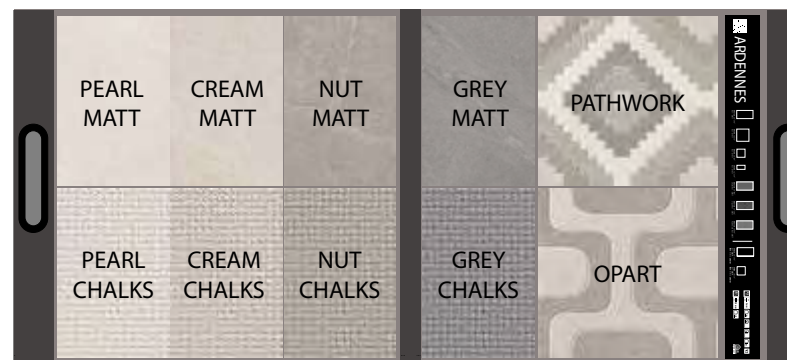 PEARL
MATT
CREAM
MATT
NUT
MATT
GREY
MATT
PATHWORK
PEARL
CHALKS
CREAM
CHALKS
NUT
CHALKS
GREY
CHALKS
OPART
ARDENNES